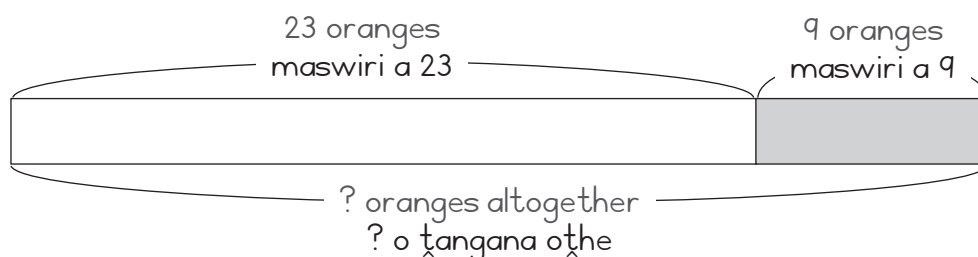 23 oranges
maswiri a 23
9 oranges
maswiri a 9
? oranges altogether
? o ṱangana oṱhe